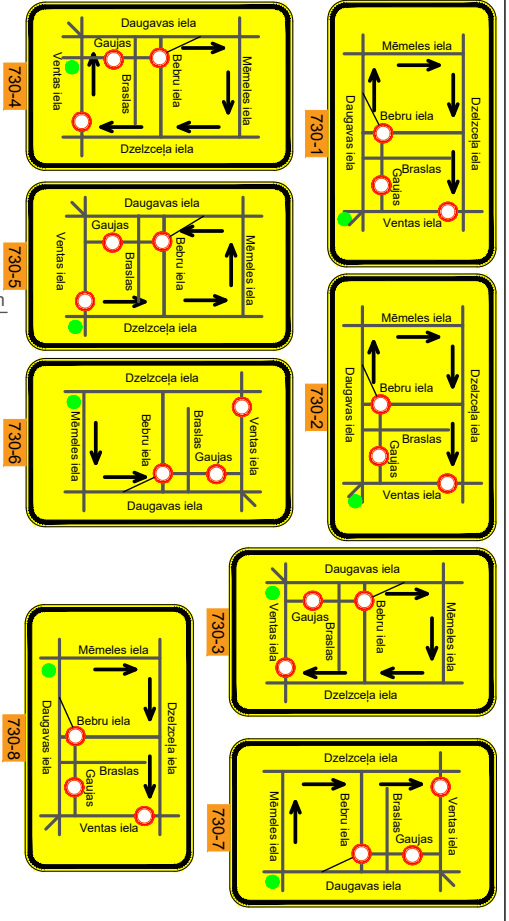 Daugavas iela
Gaujas
Braslas
Bebru iela
Mēmeles iela
Ventas iela
Dzelzceļa iela
730-4
Mēmeles iela
Dzelzceļa iela
Daugavas iela
Bebru iela
Braslas
Gaujas
Ventas iela
730-1
Daugavas iela
Gaujas
Braslas
Bebru iela
Mēmeles iela
Ventas iela
Dzelzceļa iela
730-5
Mēmeles iela
Dzelzceļa iela
Daugavas iela
Bebru iela
Braslas
Gaujas
Ventas iela
730-2
Dzelzceļa iela
Mēmeles iela
Bebru iela
Braslas
Gaujas
Ventas iela
Daugavas iela
730-6
Daugavas iela
Ventas iela
Gaujas
Braslas
Bebru iela
Mēmeles iela
Dzelzceļa iela
730-3
Mēmeles iela
Dzelzceļa iela
Daugavas iela
Bebru iela
Braslas
Gaujas
Ventas iela
730-8
Dzelzceļa iela
Mēmeles iela
Bebru iela
Braslas
Gaujas
Ventas iela
Daugavas iela
730-7